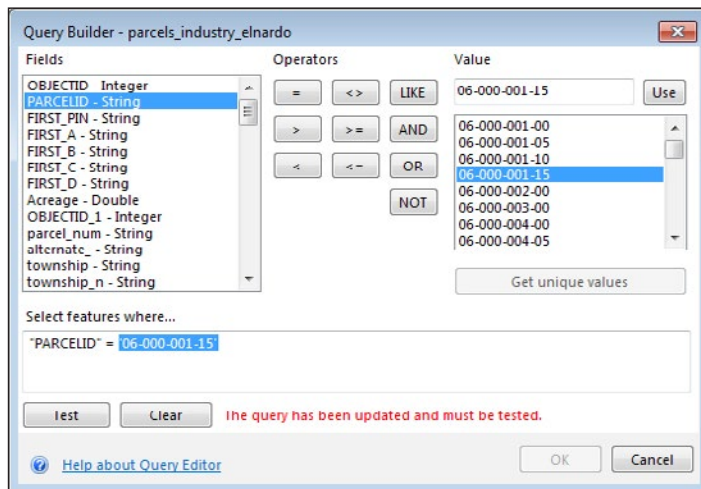 Query Builder - parcels_industry_elnardo
Fields
Operators
Value
OBJECTID - Integer
PARCELID - String
FIRST_PIN - String
FIRST_A - String
FIRST_B - String
FIRST_C - String
FIRST_D - String
Acreage - Double
OBJECTID_1 - Integer
parcel_num - String
alternate_ - String
township - String
township_n - String
= <> LIKE
> >= AND
< <= OR
NOT
06-000-001-15 Use
06-000-001-00
06-000-001-05
06-000-001-10
06-000-001-15
06-000-002-00
06-000-003-00
06-000-004-00
06-000-004-05
Get unique values
Select features where...
"PARCELID" = '06-000-001-15'
Test Clear The query has been updated and must be tested.
Help about Query Editor OK Cancel